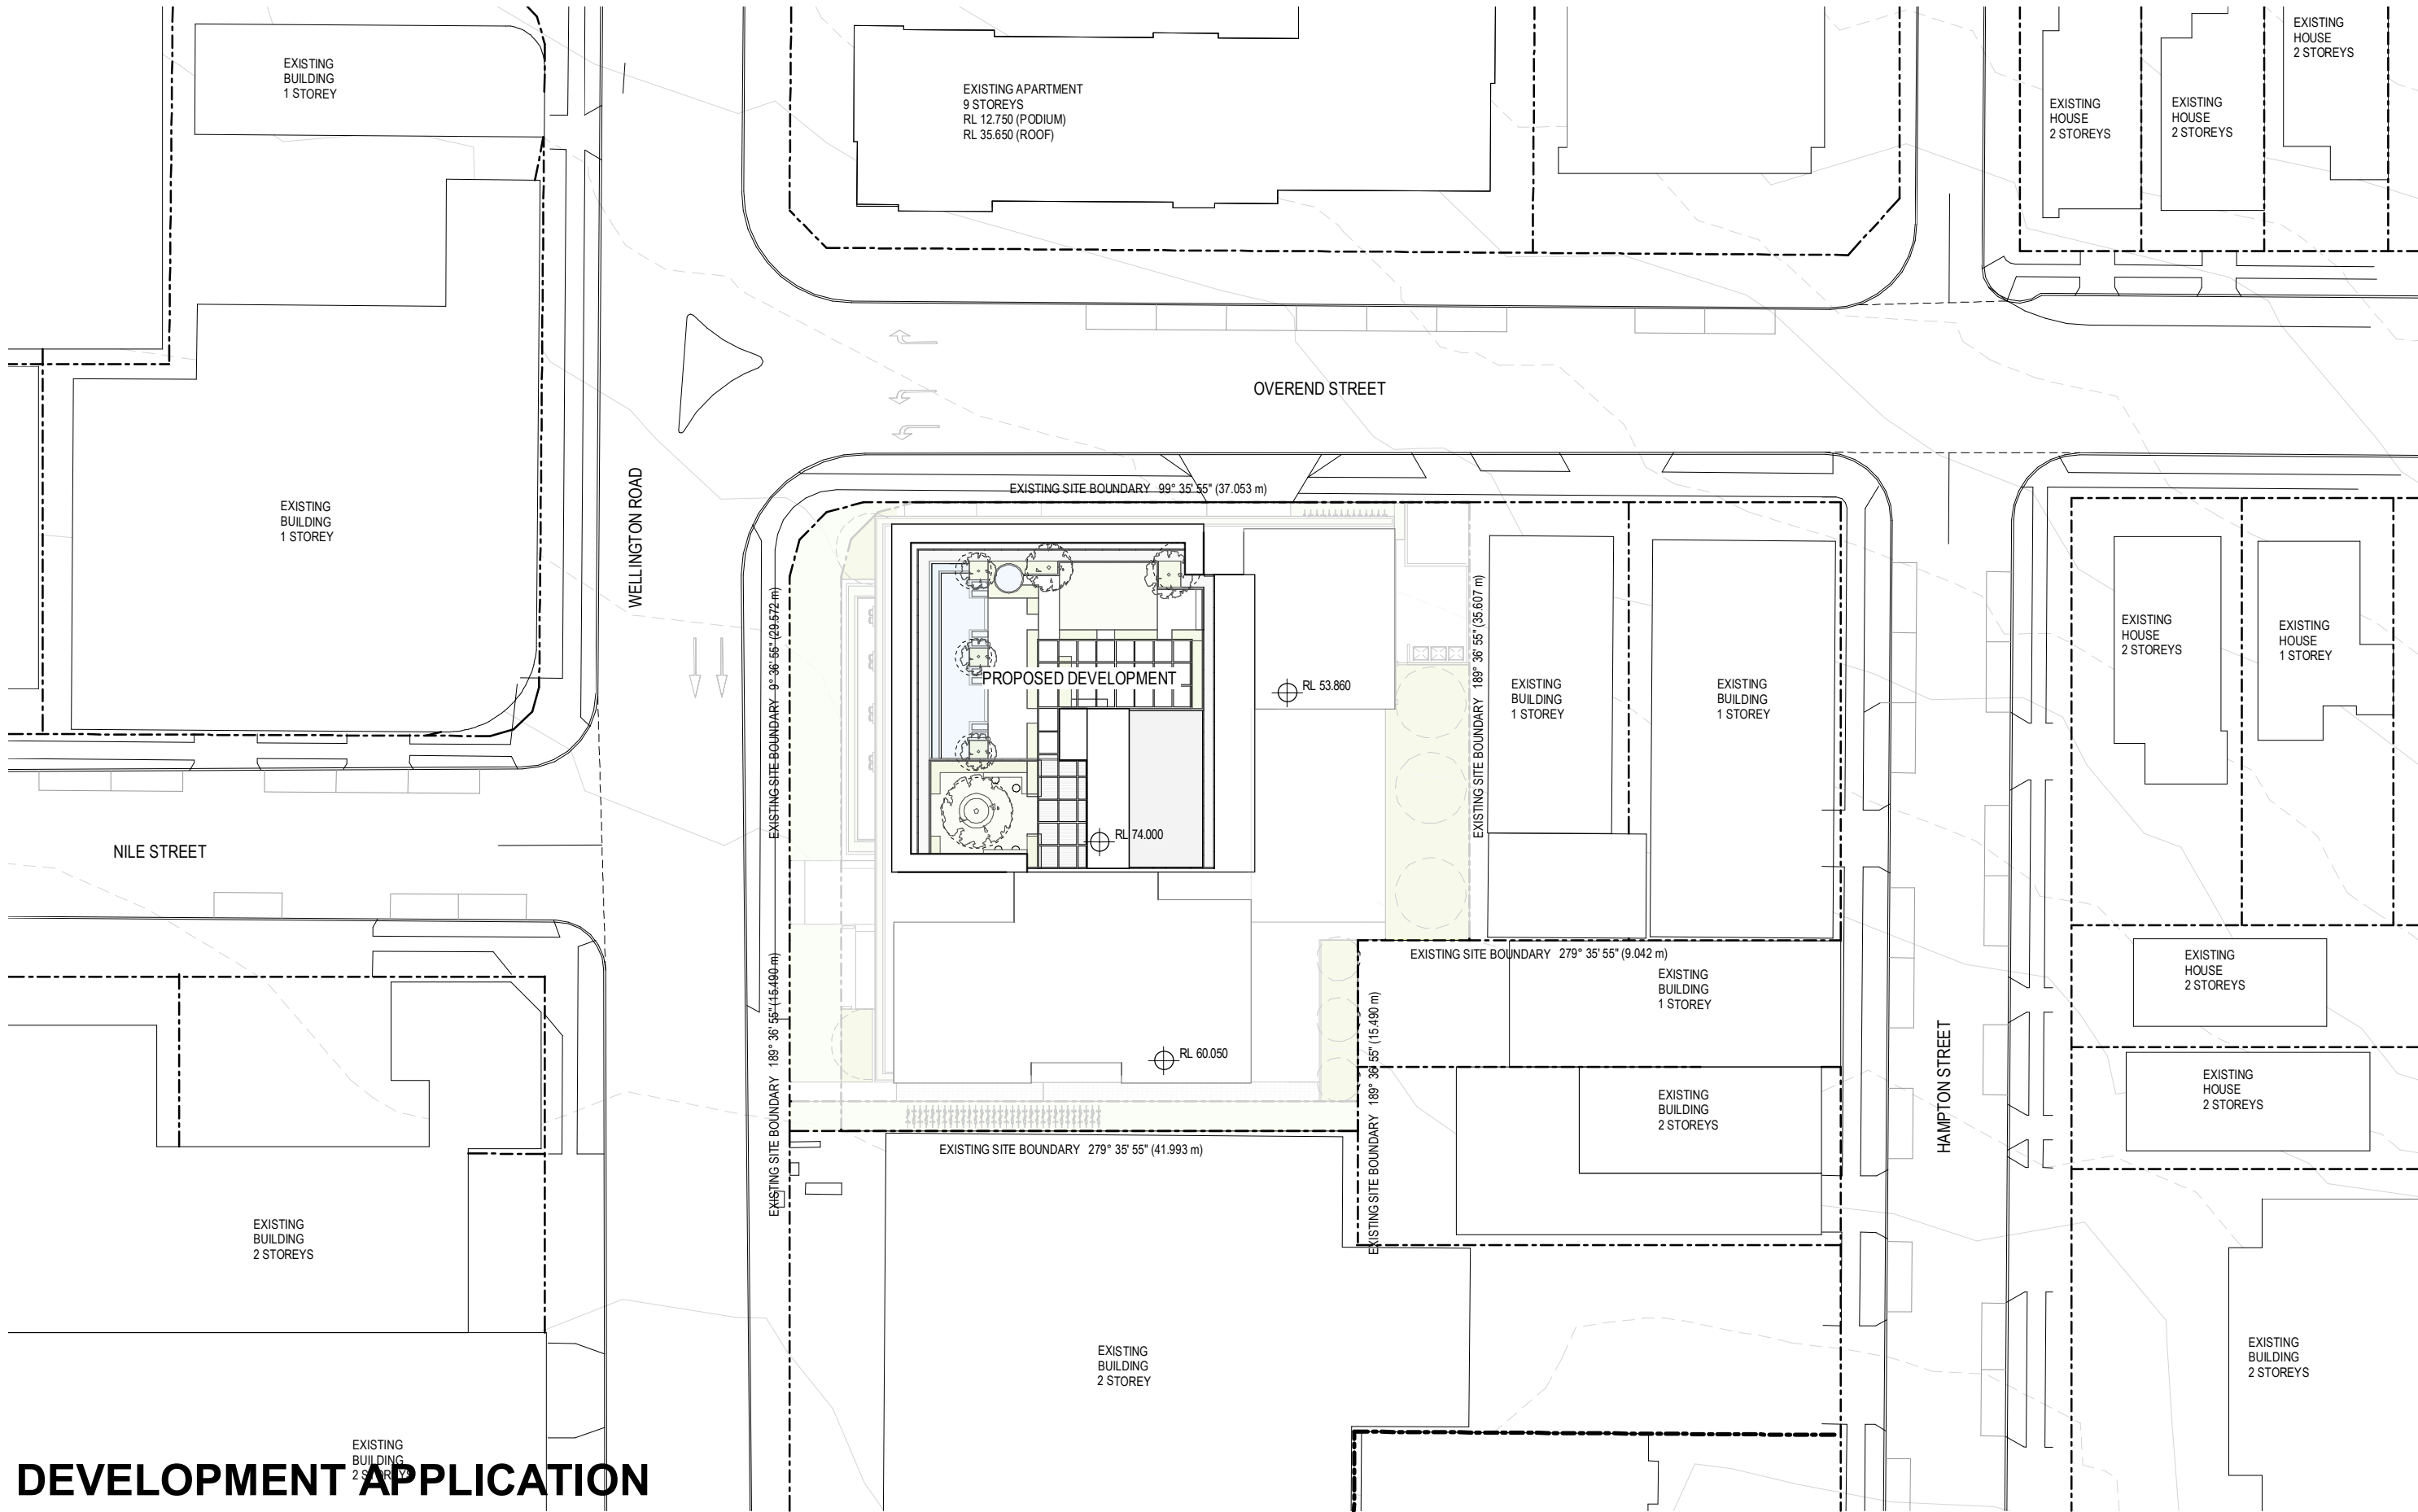 EXISTING
BUILDING
1 STOREY
EXISTING APARTMENT
9 STOREYS
RL 12.750 (PODIUM)
RL 35.650 (ROOF)
EXISTING
HOUSE
2 STOREYS
EXISTING
HOUSE
2 STOREYS
EXISTING
HOUSE
2 STOREYS
OVEREND STREET
EXISTING
BUILDING
1 STOREY
WELLINGTON ROAD
EXISTING SITE BOUNDARY 99° 35' 55" (37.053 m)
EXISTING SITE BOUNDARY 9° 36' 55" (29.572 m)
PROPOSED DEVELOPMENT
RL 53.860
RL 74.000
EXISTING SITE BOUNDARY 189° 36' 55" (35.607 m)
EXISTING
BUILDING
1 STOREY
EXISTING
BUILDING
1 STOREY
EXISTING
HOUSE
2 STOREYS
EXISTING
HOUSE
1 STOREY
NILE STREET
EXISTING SITE BOUNDARY 189° 36' 55" (15.490 m)
RL 60.050
EXISTING SITE BOUNDARY 279° 35' 55" (9.042 m)
EXISTING
BUILDING
1 STOREY
EXISTING SITE BOUNDARY 189° 36' 55" (15.490 m)
EXISTING
BUILDING
2 STOREYS
HAMPTON STREET
EXISTING
HOUSE
2 STOREYS
EXISTING
HOUSE
2 STOREYS
EXISTING SITE BOUNDARY 279° 35' 55" (41.993 m)
EXISTING
BUILDING
2 STOREYS
EXISTING
BUILDING
2 STOREY
EXISTING
BUILDING
2 STOREYS
EXISTING
BUILDING
2 STOREYS
DEVELOPMENT APPLICATION